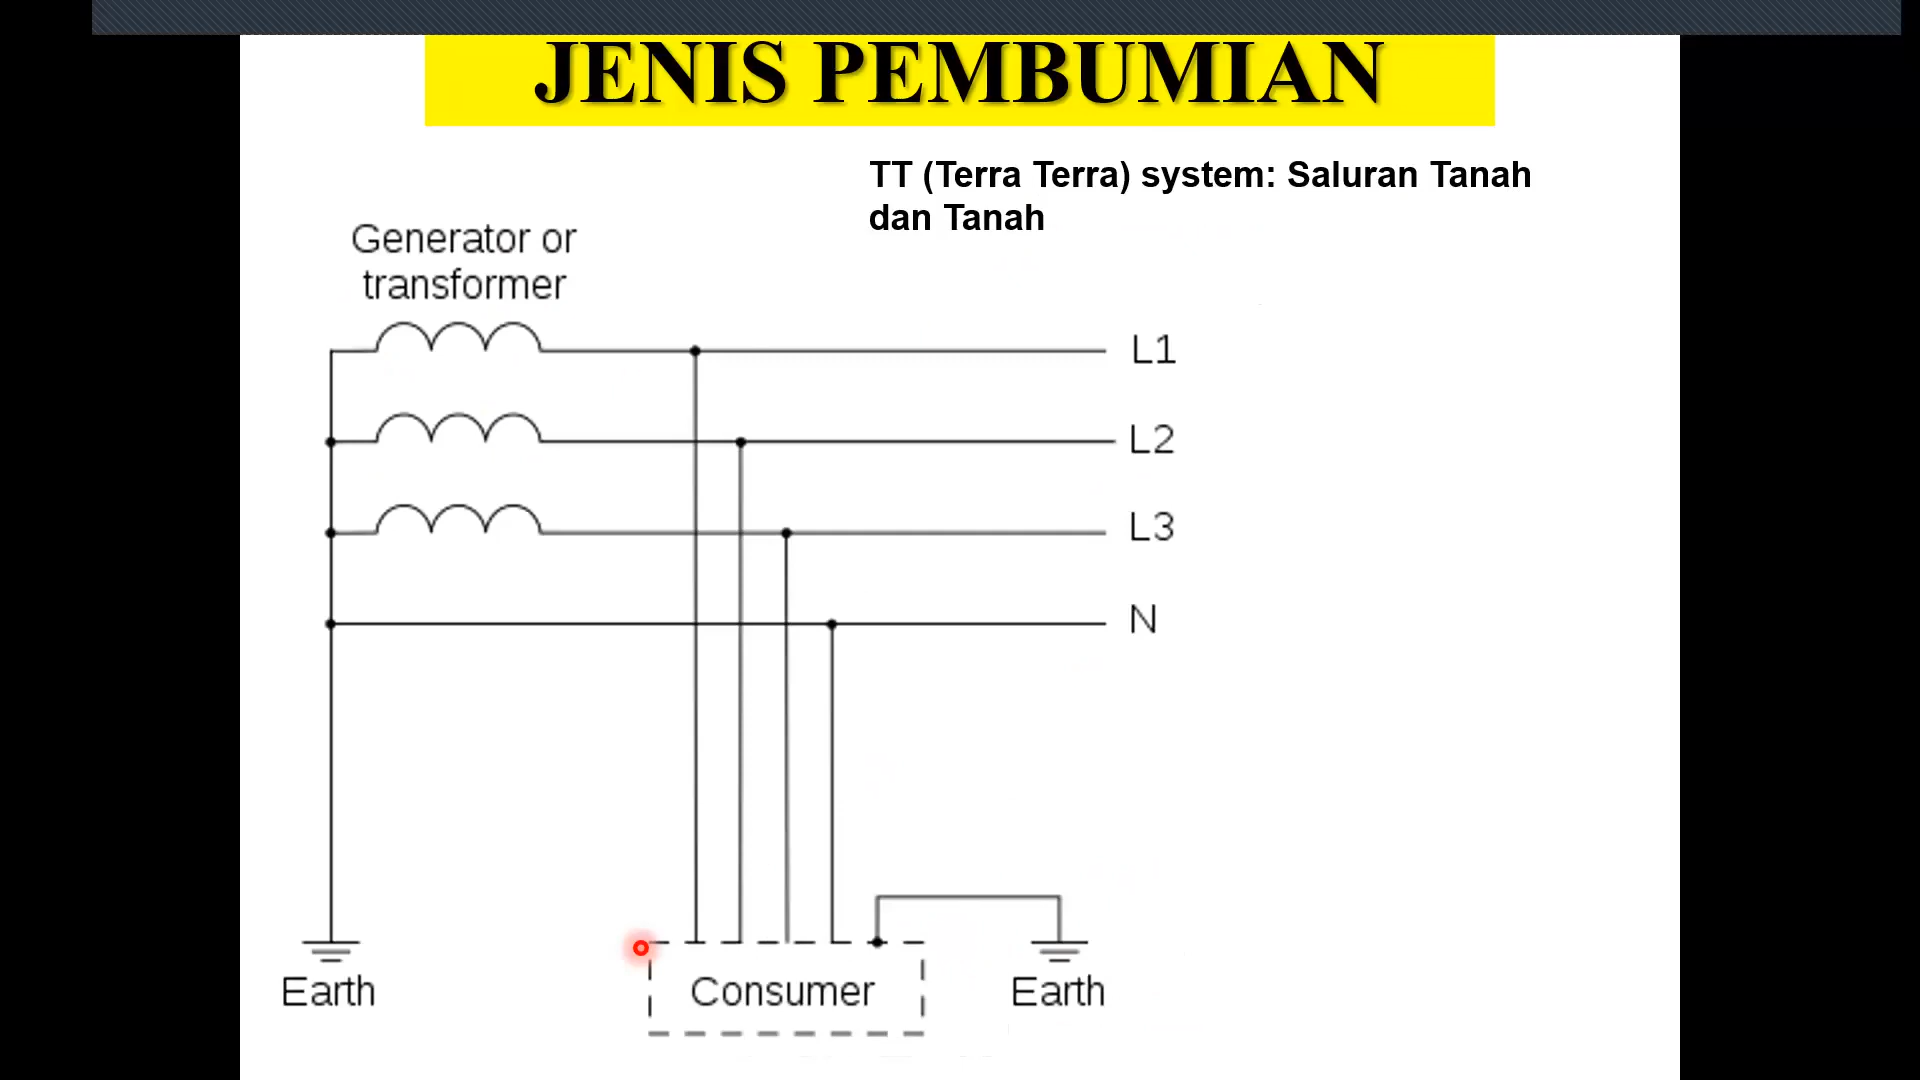 JENIS PEMBUMIAN
TT (Terra Terra) system: Saluran Tanah
dan Tanah
Generator or
transformer
L1
L2
L3
N
Earth
Consumer
Earth